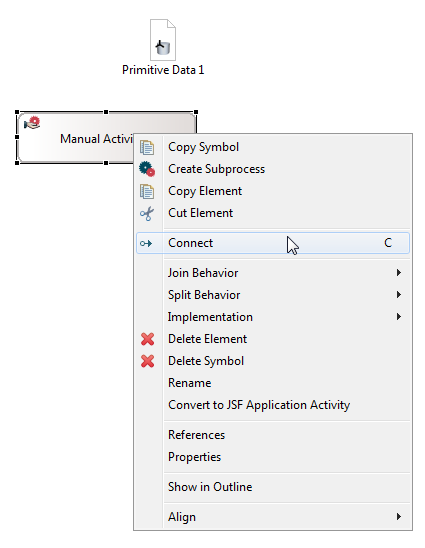 Primitive Data 1
Manual Activi
Copy Symbol
Create Subprocess
Copy Element
Cut Element
Connect C
Join Behavior
Split Behavior
Implementation
Delete Element
Delete Symbol
Rename
Convert to JSF Application Activity
References
Properties
Show in Outline
Align